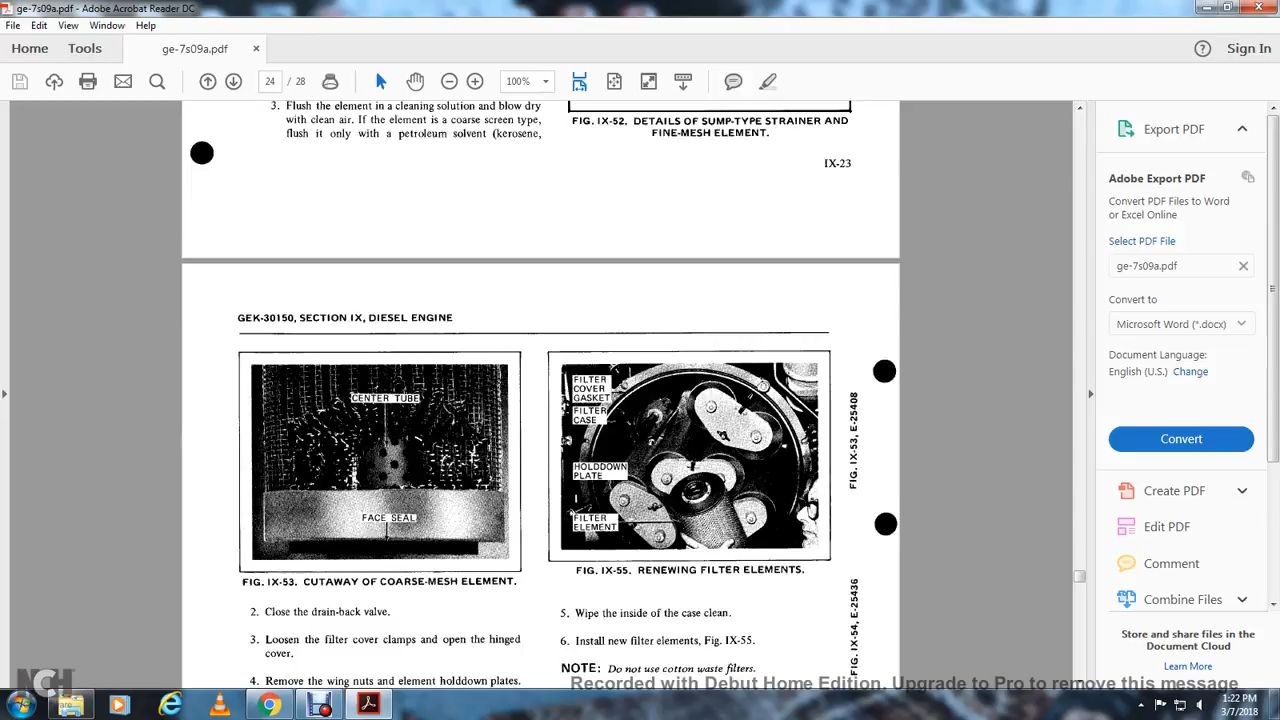 ge-7s09a.pdf - Adobe Acrobat Reader DC
File Edit View Window Help
Home Tools ge-7s09a.pdf × Sign In
24 / 28 100%
3. Flush the element in a cleaning solution and blow dry
with clean air. If the element is a coarse screen type,
flush it only with a petroleum solvent (kerosene,
FIG. IX-52. DETAILS OF SUMP-TYPE STRAINER AND
FINE-MESH ELEMENT.
IX-23
GEK-30150, SECTION IX, DIESEL ENGINE
CENTER TUBE
FACE SEAL
FIG. IX-53. CUTAWAY OF COARSE-MESH ELEMENT.
2. Close the drain-back valve.
3. Loosen the filter cover clamps and open the hinged
cover.
4. Remove the wing nuts and element holddown plates.
FILTER
COVER
GASKET
FILTER
CASE
HOLDDOWN
PLATE
FILTER
ELEMENT
FIG. IX-55. RENEWING FILTER ELEMENTS.
5. Wipe the inside of the case clean.
6. Install new filter elements, Fig. IX-55.
NOTE: Do not use cotton waste filters.
FIG. IX-53, E-25408
FIG. IX-54, E-25436
Export PDF
Adobe Export PDF
Convert PDF Files to Word
or Excel Online
Select PDF File
ge-7s09a.pdf
Convert to
Microsoft Word (*.docx)
Document Language:
English (U.S.) Change
Convert
Create PDF
Edit PDF
Comment
Combine Files
Store and share files in the
Document Cloud
Learn More
NCH
Recorded with Debut Home Edition. Upgrade to Pro to remove this message
1:22 PM
3/7/2018